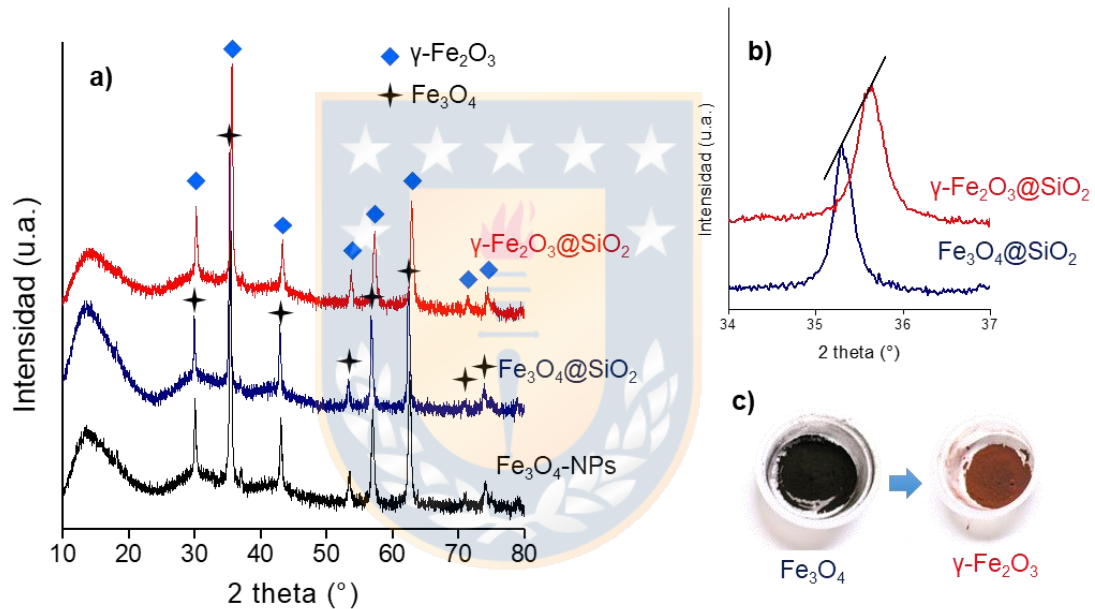 a)
γ-Fe₂O₃
Fe₃O₄
γ-Fe₂O₃@SiO₂
Fe₃O₄@SiO₂
Fe₃O₄-NPs
Intensidad (u.a.)
10 20 30 40 50 60 70 80
2 theta (°)
b)
Intensidad (u.a.)
γ-Fe₂O₃@SiO₂
Fe₃O₄@SiO₂
34 35 36 37
2 theta (°)
c)
Fe₃O₄
γ-Fe₂O₃